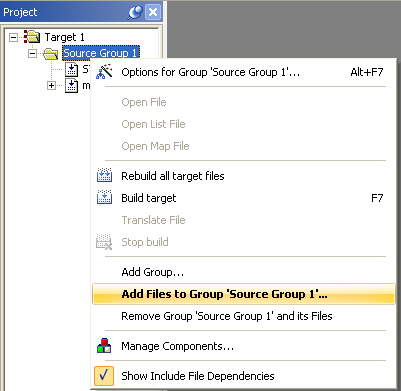 Project
Target 1
Source Group 1
S
m
Options for Group 'Source Group 1'... Alt+F7
Open File
Open List File
Open Map File
Rebuild all target files
Build target F7
Translate File
Stop build
Add Group...
Add Files to Group 'Source Group 1'...
Remove Group 'Source Group 1' and its Files
Manage Components...
Show Include File Dependencies